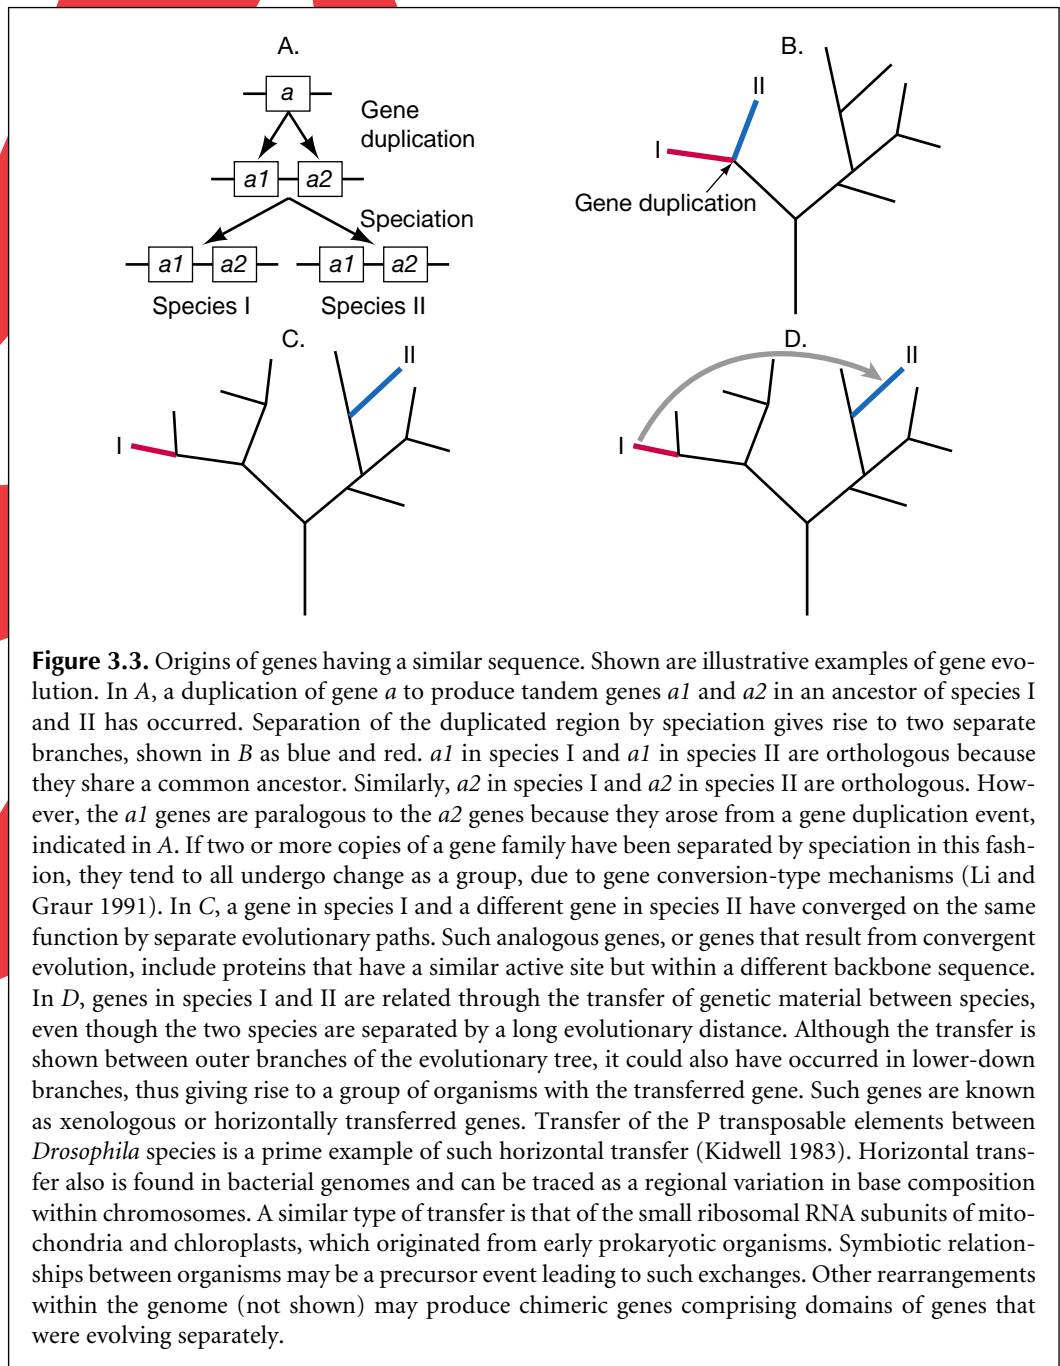 A.
a
Gene
duplication
a1 a2
Speciation
a1 a2 a1 a2
Species I Species II
B.
II
I
Gene duplication
C.
II
I
D.
II
I
Figure 3.3. Origins of genes having a similar sequence. Shown are illustrative examples of gene evo-
lution. In A, a duplication of gene a to produce tandem genes a1 and a2 in an ancestor of species I
and II has occurred. Separation of the duplicated region by speciation gives rise to two separate
branches, shown in B as blue and red. a1 in species I and a1 in species II are orthologous because
they share a common ancestor. Similarly, a2 in species I and a2 in species II are orthologous. How-
ever, the a1 genes are paralogous to the a2 genes because they arose from a gene duplication event,
indicated in A. If two or more copies of a gene family have been separated by speciation in this fash-
ion, they tend to all undergo change as a group, due to gene conversion-type mechanisms (Li and
Graur 1991). In C, a gene in species I and a different gene in species II have converged on the same
function by separate evolutionary paths. Such analogous genes, or genes that result from convergent
evolution, include proteins that have a similar active site but within a different backbone sequence.
In D, genes in species I and II are related through the transfer of genetic material between species,
even though the two species are separated by a long evolutionary distance. Although the transfer is
shown between outer branches of the evolutionary tree, it could also have occurred in lower-down
branches, thus giving rise to a group of organisms with the transferred gene. Such genes are known
as xenologous or horizontally transferred genes. Transfer of the P transposable elements between
Drosophila species is a prime example of such horizontal transfer (Kidwell 1983). Horizontal trans-
fer also is found in bacterial genomes and can be traced as a regional variation in base composition
within chromosomes. A similar type of transfer is that of the small ribosomal RNA subunits of mito-
chondria and chloroplasts, which originated from early prokaryotic organisms. Symbiotic relation-
ships between organisms may be a precursor event leading to such exchanges. Other rearrangements
within the genome (not shown) may produce chimeric genes comprising domains of genes that
were evolving separately.